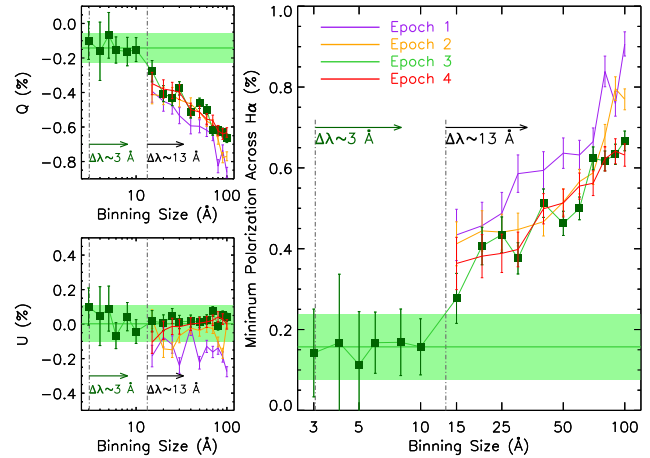 0.2
-0.0
-0.2
-0.4
-0.6
-0.8
Q (%)
Δλ~3 Å
Δλ~13 Å
10
100
Binning Size (Å)
0.4
0.2
0.0
-0.2
-0.4
U (%)
Δλ~3 Å
Δλ~13 Å
10
100
Binning Size (Å)
Minimum Polarization Across Hα (%)
1.0
0.8
0.6
0.4
0.2
0.0
Epoch 1
Epoch 2
Epoch 3
Epoch 4
Δλ~3 Å
Δλ~13 Å
3 5 10 15 25 50 100
Binning Size (Å)